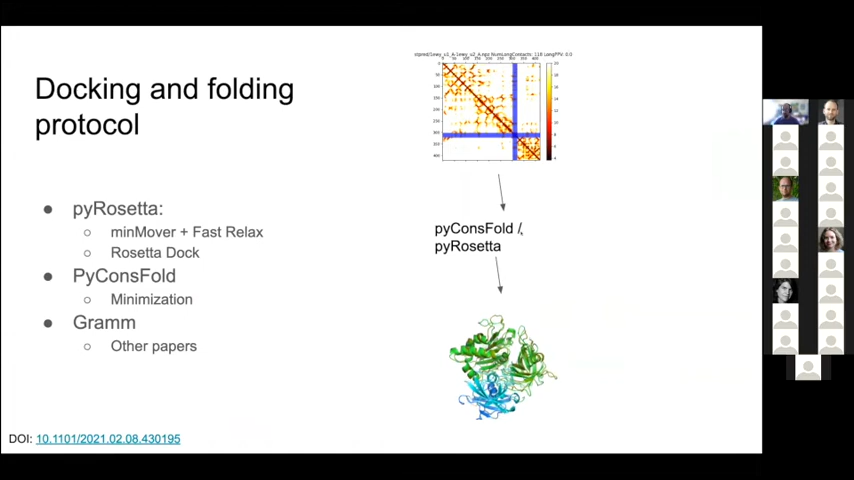 Docking and folding
protocol
● pyRosetta:
○ minMover + Fast Relax
○ Rosetta Dock
● PyConsFold
○ Minimization
● Gramm
○ Other papers
pyConsFold /
pyRosetta
DOI: 10.1101/2021.02.08.430195